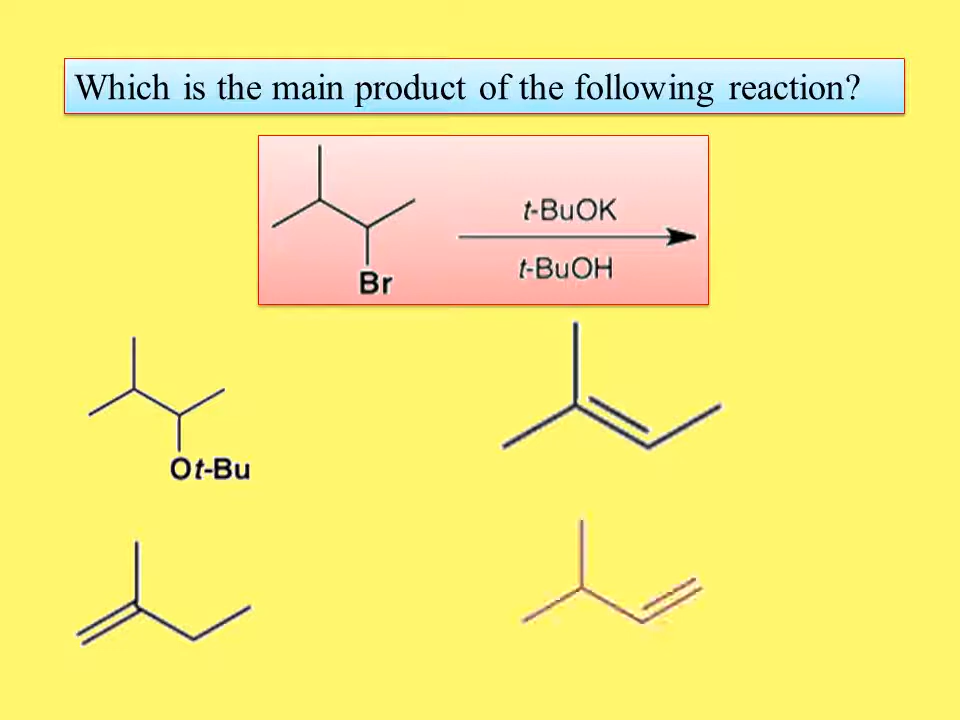 Which is the main product of the following reaction?
t-BuOK
t-BuOH
Br
Ot-Bu